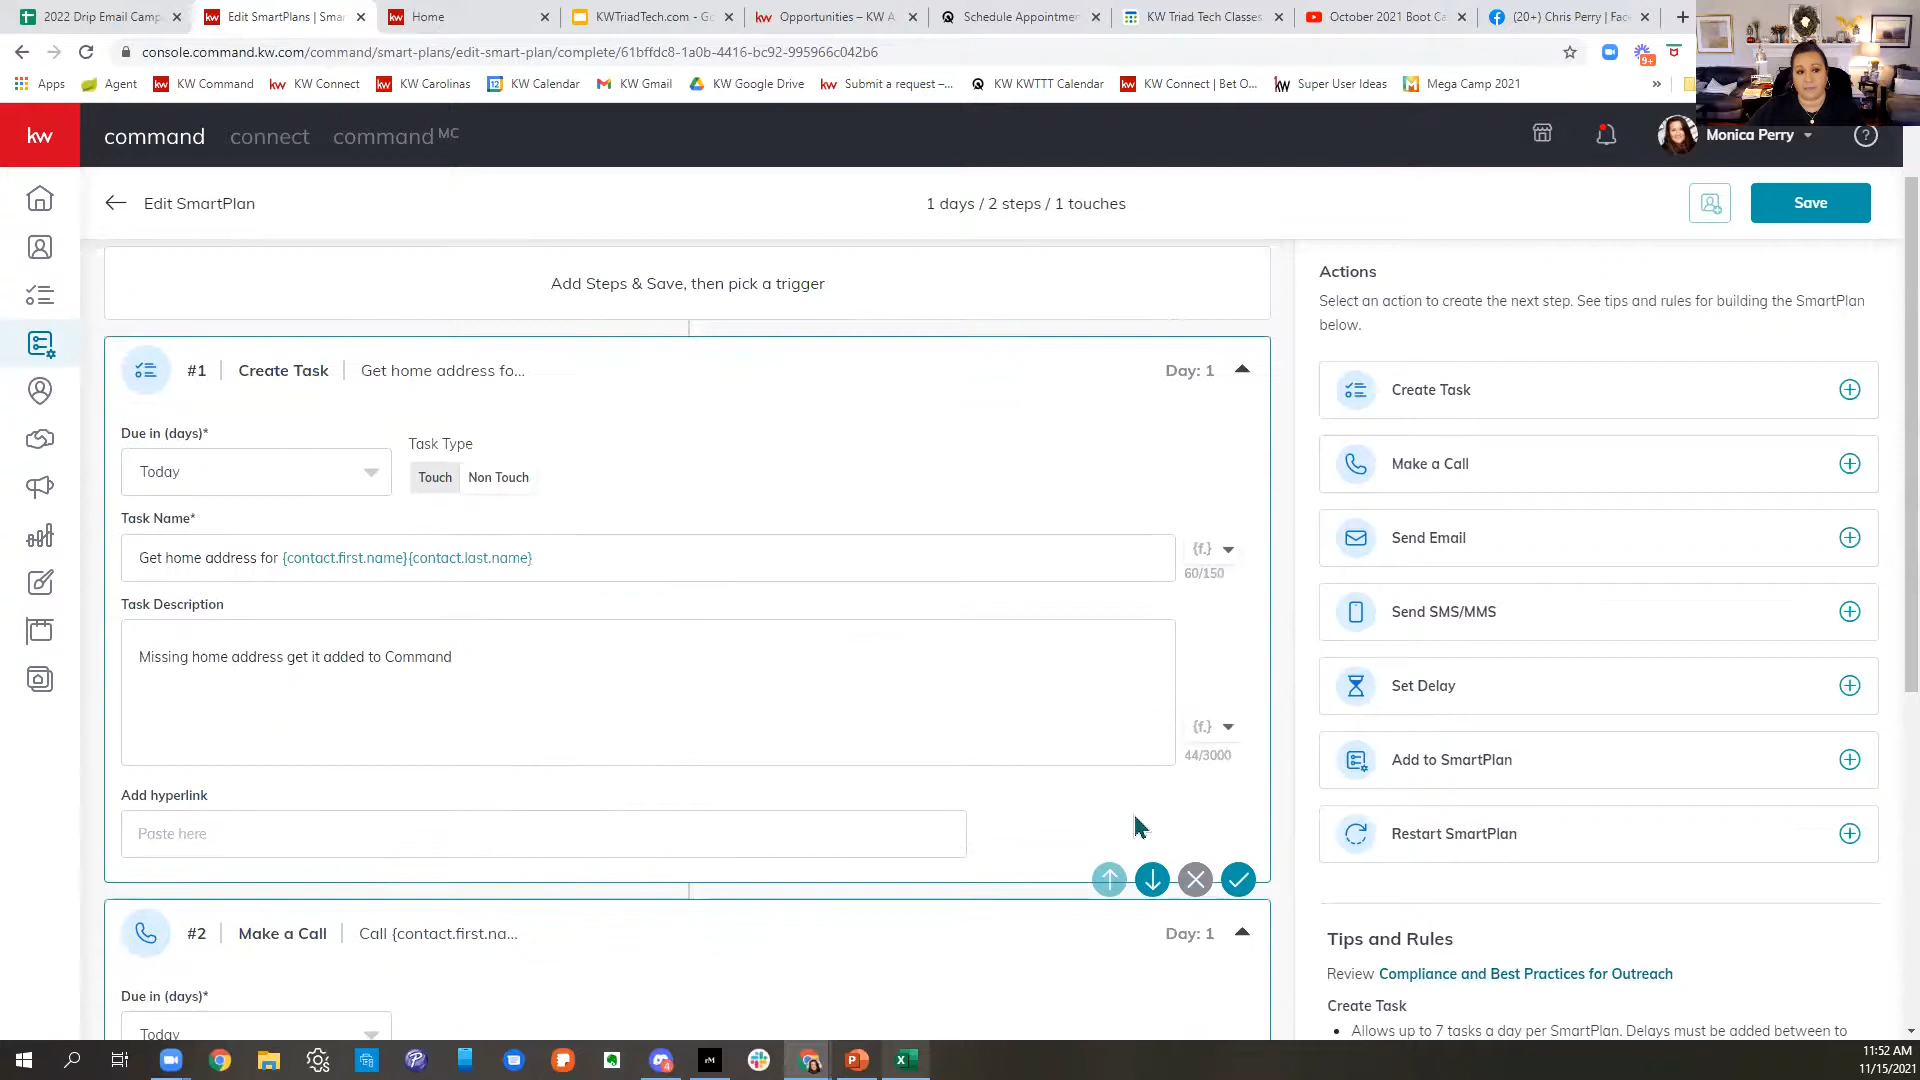 2022 Drip Email Camp
Edit SmartPlans | Smar
Home
KWTriadTech.com - Go
Opportunities – KW A
Schedule Appointmen
KW Triad Tech Classes
October 2021 Boot Ca
(20+) Chris Perry | Fac
console.command.kw.com/command/smart-plans/edit-smart-plan/complete/61bffdc8-1a0b-4416-bc92-995966c042b6
9+
Apps
Agent
KW Command
KW Connect
KW Carolinas
KW Calendar
KW Gmail
KW Google Drive
Submit a request –...
KW KWTTT Calendar
KW Connect | Bet O...
Super User Ideas
Mega Camp 2021
»
kw
command
connect
command MC
Monica Perry
Edit SmartPlan
1 days / 2 steps / 1 touches
Save
Add Steps & Save, then pick a trigger
#1 | Create Task | Get home address fo... Day: 1
Due in (days)*
Today
Task Type
Touch Non Touch
Task Name*
Get home address for {contact.first.name}{contact.last.name}
{f.}
60/150
Task Description
Missing home address get it added to Command
{f.}
44/3000
Add hyperlink
Paste here
#2 | Make a Call | Call {contact.first.na... Day: 1
Due in (days)*
Today
Actions
Select an action to create the next step. See tips and rules for building the SmartPlan
below.
Create Task
Make a Call
Send Email
Send SMS/MMS
Set Delay
Add to SmartPlan
Restart SmartPlan
Tips and Rules
Review Compliance and Best Practices for Outreach
Create Task
• Allows up to 7 tasks a day per SmartPlan. Delays must be added between to
11:52 AM
11/15/2021